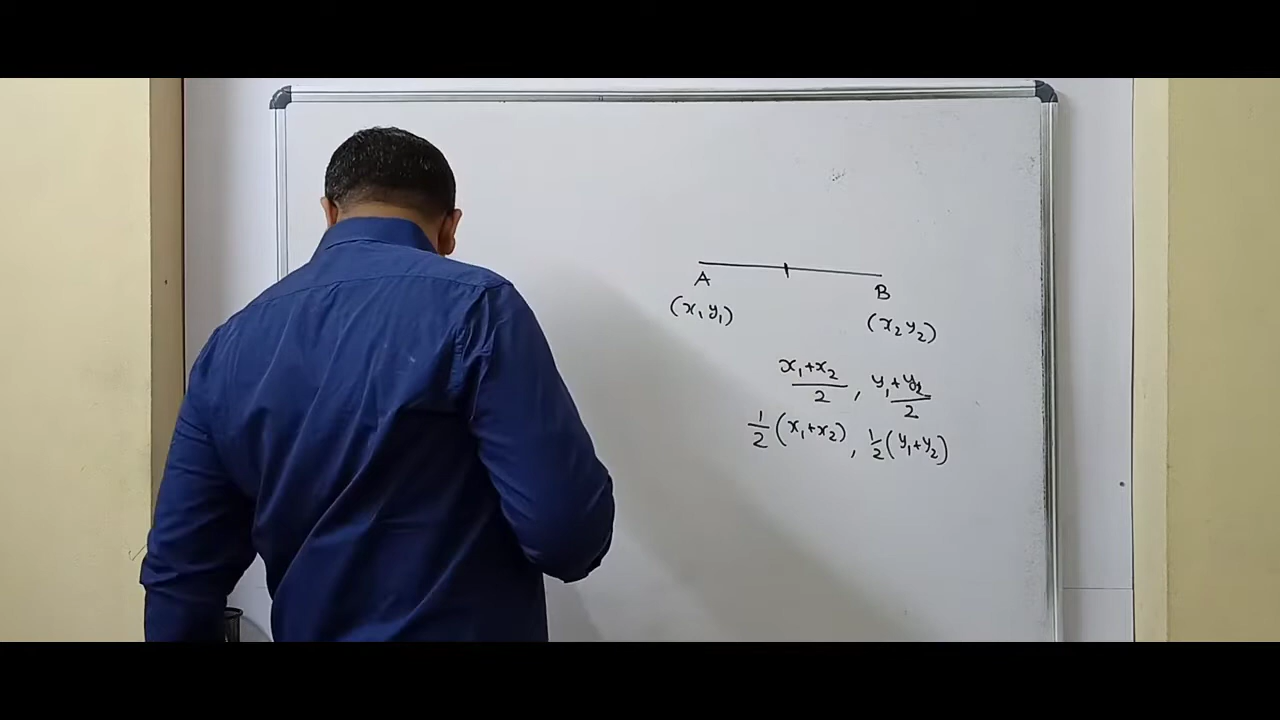 A B
(x₁ y₁) (x₂ y₂)
x₁+x₂/2 , y₁+y₂/2
1/2 (x₁+x₂) , 1/2 (y₁+y₂)